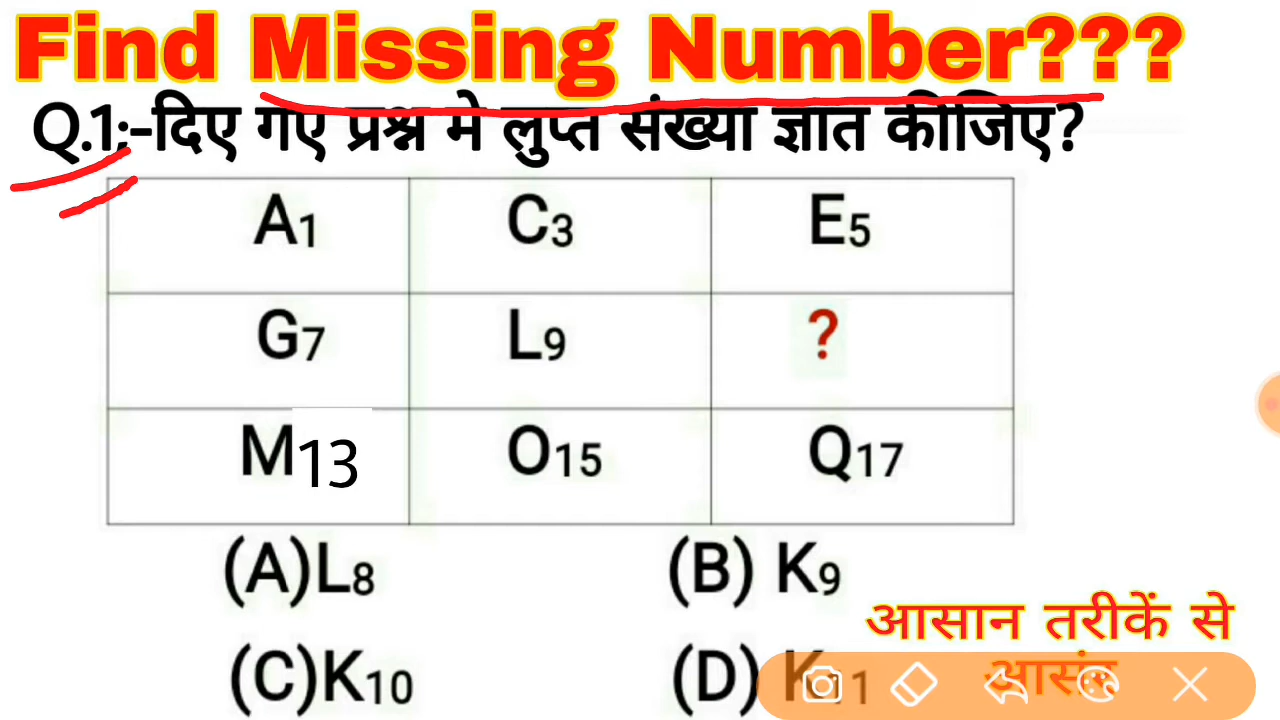 Find Missing Number???
Q.1;-दिए गए प्रश्न मे लुप्त संख्या ज्ञात कीजिए?
A1 C3 E5
G7 L9 ?
M13 O15 Q17
(A)L8 (B) K9
आसान तरीकें से
(C)K10 (D) K11